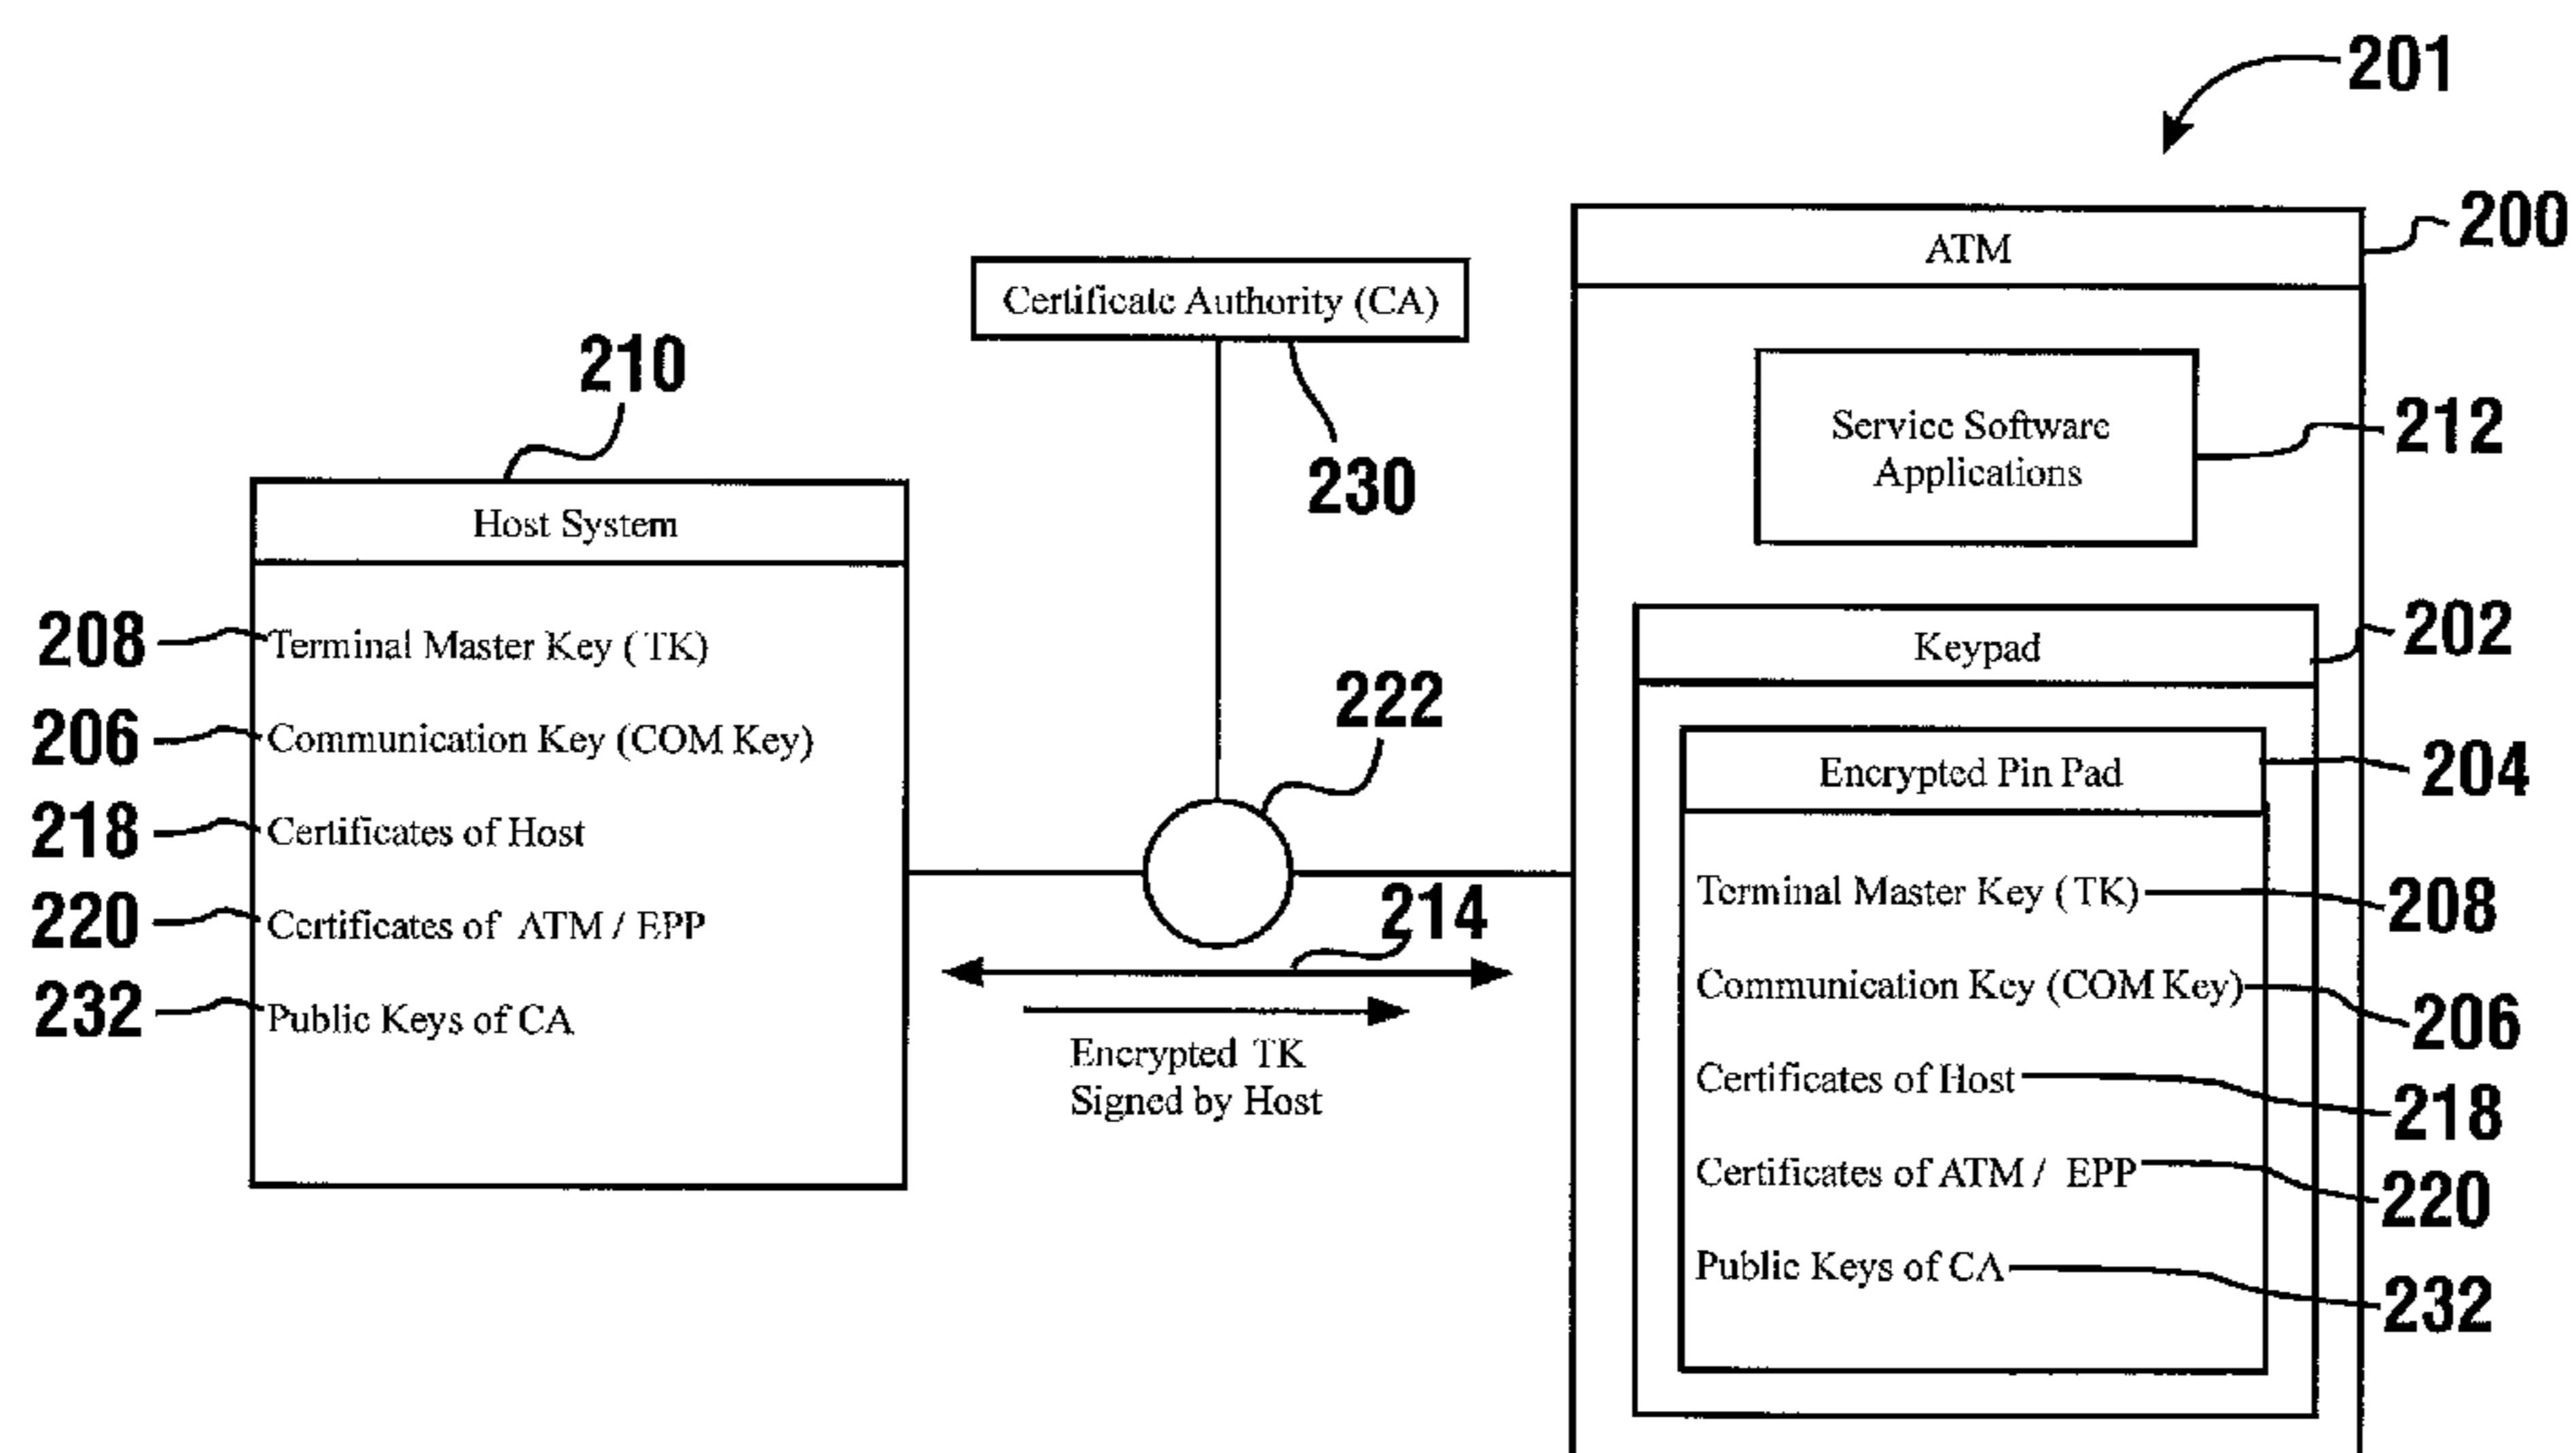 201
200
ATM
Certificate Authority (CA)
210
212
Service Software
Applications
230
Host System
202
Keypad
208 Terminal Master Key (TK)
206 Communication Key (COM Key)
218 Certificates of Host
220 Certificates of ATM / EPP
232 Public Keys of CA
222
214
Encrypted TK
Signed by Host
204
Encrypted Pin Pad
Terminal Master Key (TK) 208
Communication Key (COM Key) 206
Certificates of Host 218
Certificates of ATM / EPP 220
Public Keys of CA 232